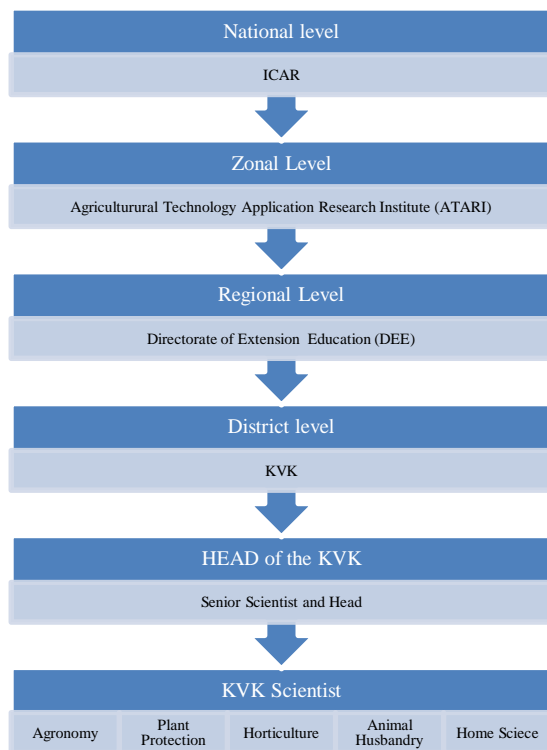 National level
ICAR
Zonal Level
Agriculturural Technology Application Research Institute (ATARI)
Regional Level
Directorate of Extension Education (DEE)
District level
KVK
HEAD of the KVK
Senior Scientist and Head
KVK Scientist
Agronomy
Plant
Protection
Horticulture
Animal
Husbandry
Home Sciece